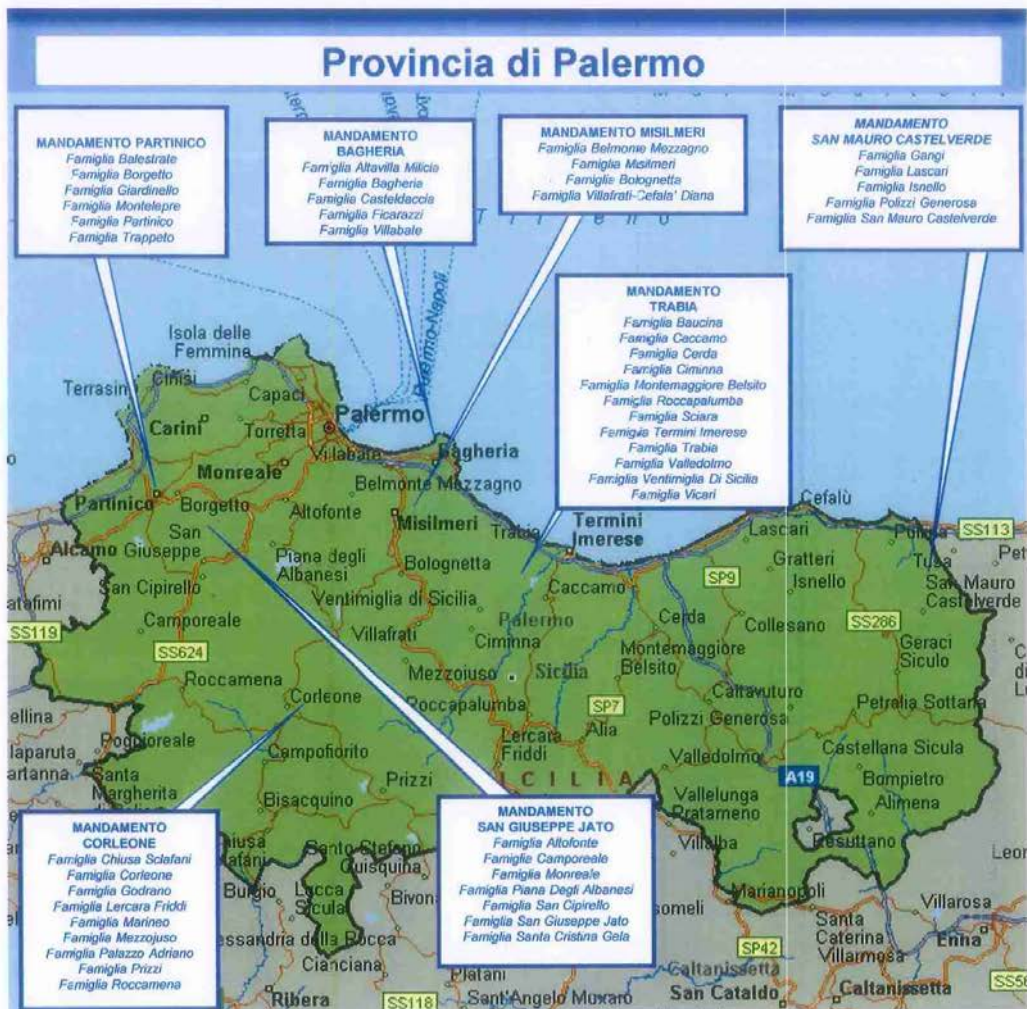 Provincia di Palermo
MANDAMENTO PARTINICO
Famiglia Balestrate
Famiglia Borgetto
Famiglia Giardinello
Famiglia Montelepre
Famiglia Partinico
Famiglia Trappeto
MANDAMENTO
BAGHERIA
Famiglia Altavilla Milicia
Famiglia Bagheria
Famiglia Casteldaccia
Famiglia Ficarazzi
Famiglia Villabate
MANDAMENTO MISILMERI
Famiglia Belmonte Mezzagno
Famiglia Misilmeri
Famiglia Bolognetta
Famiglia Villafrati-Cefala' Diana
MANDAMENTO
SAN MAURO CASTELVERDE
Famiglia Gangi
Famiglia Lascari
Famiglia Isnello
Famiglia Polizzi Generosa
Famiglia San Mauro Castelverde
MANDAMENTO
TRABIA
Famiglia Baucina
Famiglia Caccamo
Famiglia Cerda
Famiglia Ciminna
Famiglia Montemaggiore Belsito
Famiglia Roccapalumba
Famiglia Sciara
Famiglia Termini Imerese
Famiglia Trabia
Famiglia Valledolmo
Famiglia Ventimiglia Di Sicilia
Famiglia Vicari
Palermo-Napoli
Isola delle
Femmine
Terrasini
Cinisi
Capaci
Palermo
Carini
Torretta
Villabate
Bagheria
Monreale
Belmonte Mezzagno
Partinico
Borgetto
Altofonte
Misilmeri
Trabia
Termini
Imerese
Cefalù
Lascari
Pollina
SS113
Alcamo
San
Giuseppe
Piana degli
Albanesi
Bolognetta
Gratteri
Tusa
San Cipirello
Caccamo
SP9
Isnello
San Mauro
Castelverde
Ventimiglia di Sicilia
Palermo
SS119
Camporeale
Villafrati
Ciminna
Cerda
Collesano
SS286
Geraci
Siculo
SS624
Montemaggiore
Belsito
Mezzoiuso
Sicilia
Roccamena
Corleone
Roccapalumba
SP7
Caltavuturo
Polizzi Generosa
Petralia Sottana
Poggioreale
Campofiorito
Lercara
Friddi
Alia
Valledolmo
Castellana Sicula
Santa
Margherita
Prizzi
SICILIA
A19
Bompietro
Bisacquino
Vallelunga
Pratameno
Alimena
Villalba
Resuttano
MANDAMENTO
CORLEONE
Famiglia Chiusa Sclafani
Famiglia Corleone
Famiglia Godrano
Famiglia Lercara Friddi
Famiglia Marineo
Famiglia Mezzojuso
Famiglia Palazzo Adriano
Famiglia Prizzi
Famiglia Roccamena
MANDAMENTO
SAN GIUSEPPE JATO
Famiglia Altofonte
Famiglia Camporeale
Famiglia Monreale
Famiglia Piana Degli Albanesi
Famiglia San Cipirello
Famiglia San Giuseppe Jato
Famiglia Santa Cristina Gela
Santo Stefano
Quisquina
Burgio
Lucca
Sicula
Marianopoli
Villarosa
Santa
Caterina
Villarmosa
Enna
SP42
Cianciana
Platani
Caltanissetta
Ribera
SS118
Sant'Angelo Muxaro
San Cataldo
Caltanissetta